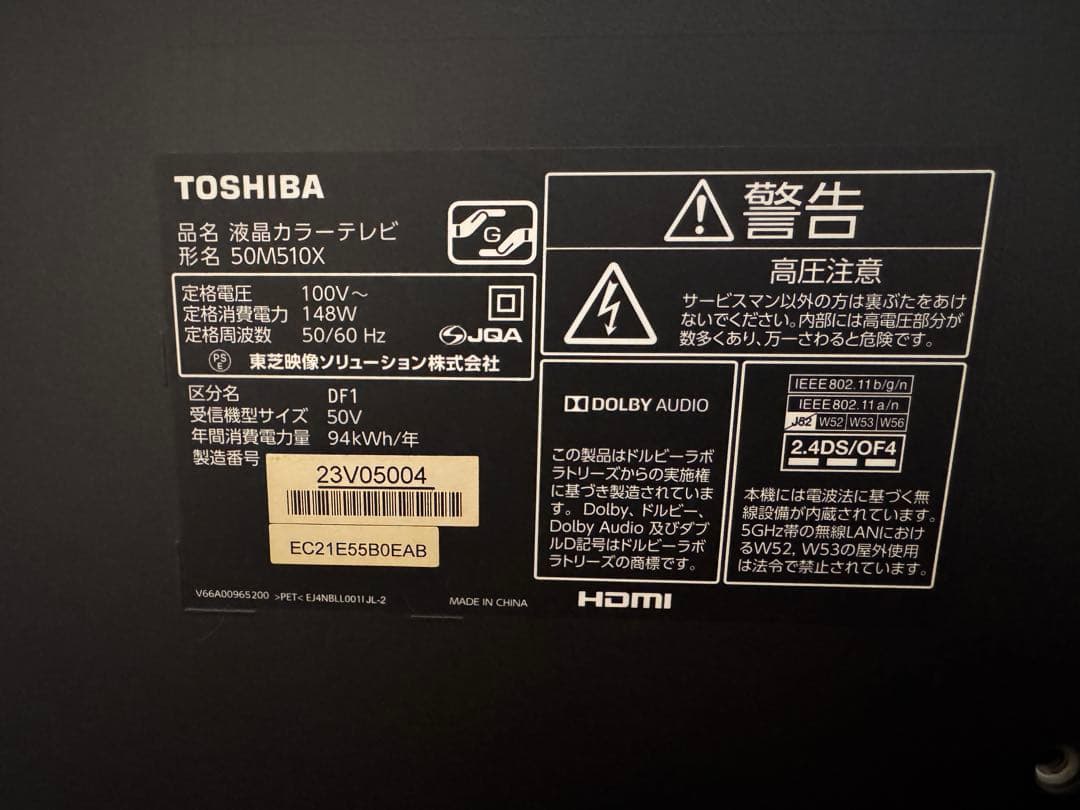 TOSHIBA
品名 液晶カラーテレビ
形名 50M510X
G
定格電圧 100V～
定格消費電力 148W
定格周波数 50/60 Hz
JQA
PSE 東芝映像ソリューション株式会社
区分名 DF1
受信機型サイズ 50V
年間消費電力量 94kWh/年
製造番号
23V05004
EC21E55B0EAB
V66A00965200 >PET< EJ4NBLL001IJL-2
MADE IN CHINA
警告
高圧注意
サービスマン以外の方は裏ぶたをあけ
ないでください。内部には高電圧部分が
数多くあり、万一さわると危険です。
DOLBY AUDIO
この製品はドルビーラボ
ラトリーズからの実施権
に基づき製造されていま
す。Dolby、ドルビー、
Dolby Audio 及びダブ
ルD記号はドルビーラボ
ラトリーズの商標です。
HDMI
IEEE802.11b/g/n
IEEE802.11a/n
J52 W52 W53 W56
2.4DS/OF4
本機には電波法に基づく無
線設備が内蔵されています。
5GHz帯の無線LANにおけ
るW52, W53の屋外使用
は法令で禁止されています。